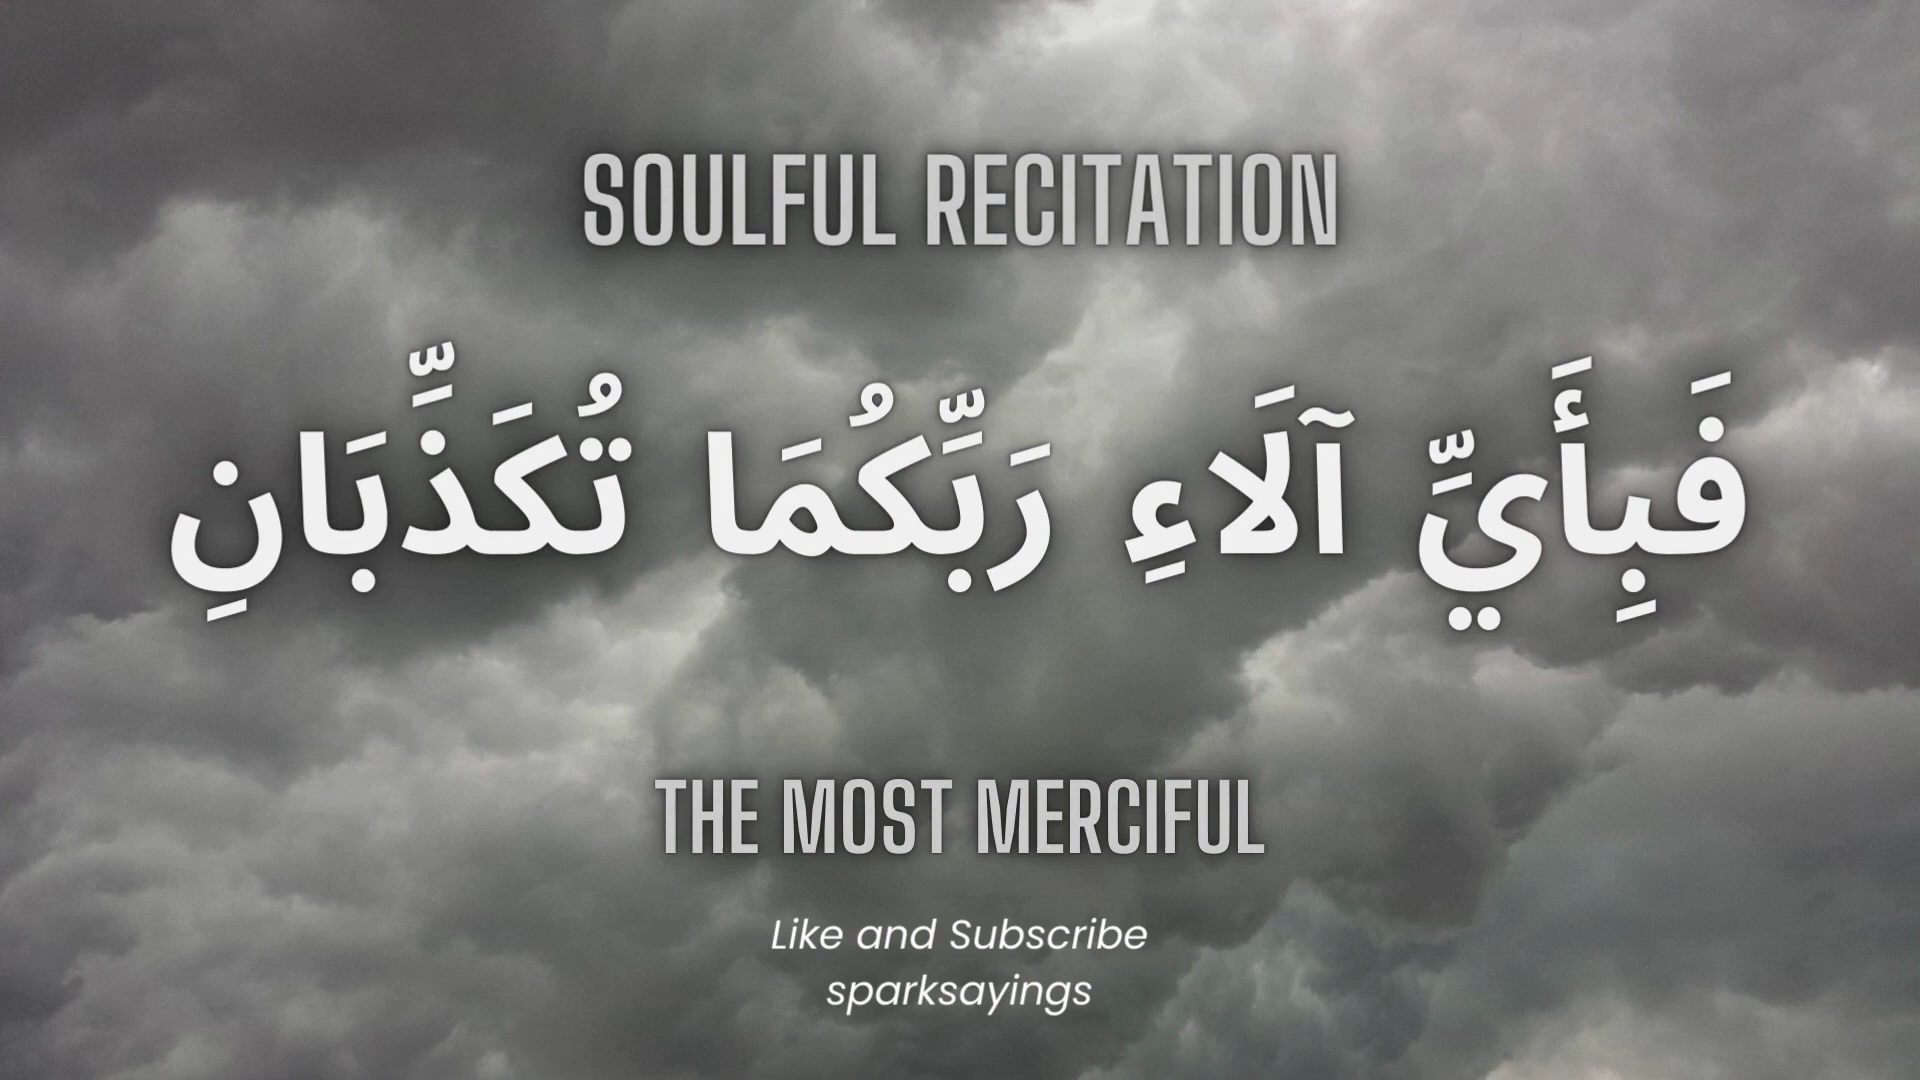 SOULFUL RECITATION
فَبِأَيِّ آلَاءِ رَبِّكُمَا تُكَذِّبَانِ
THE MOST MERCIFUL
Like and Subscribe
sparksayings